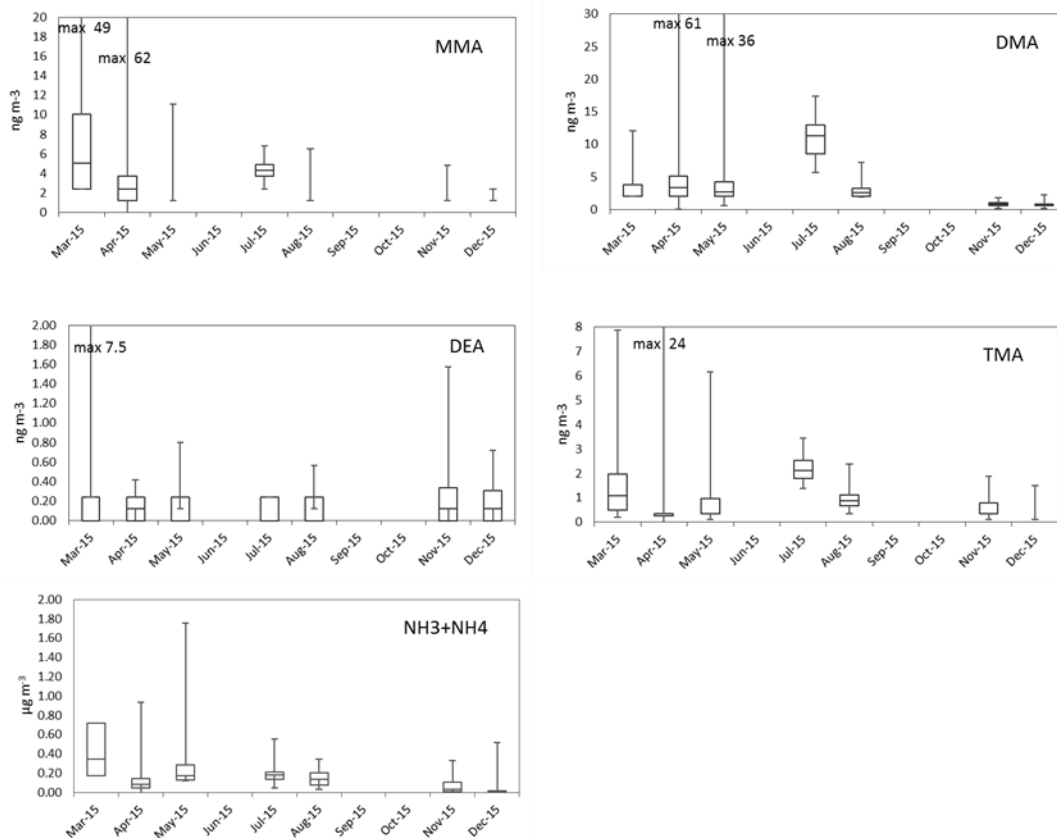 20
18
16
14
12
10
8
6
4
2
0
ng m-3
max 49
max 62
MMA
Mar-15
Apr-15
May-15
Jun-15
Jul-15
Aug-15
Sep-15
Oct-15
Nov-15
Dec-15
30
25
20
15
10
5
0
ng m-3
max 61
max 36
DMA
Mar-15
Apr-15
May-15
Jun-15
Jul-15
Aug-15
Sep-15
Oct-15
Nov-15
Dec-15
2.00
1.80
1.60
1.40
1.20
1.00
0.80
0.60
0.40
0.20
0.00
ng m-3
max 7.5
DEA
Mar-15
Apr-15
May-15
Jun-15
Jul-15
Aug-15
Sep-15
Oct-15
Nov-15
Dec-15
8
7
6
5
4
3
2
1
0
ng m-3
max 24
TMA
Mar-15
Apr-15
May-15
Jun-15
Jul-15
Aug-15
Sep-15
Oct-15
Nov-15
Dec-15
2.00
1.80
1.60
1.40
1.20
1.00
0.80
0.60
0.40
0.20
0.00
µg m⁻³
NH3+NH4
Mar-15
Apr-15
May-15
Jun-15
Jul-15
Aug-15
Sep-15
Oct-15
Nov-15
Dec-15